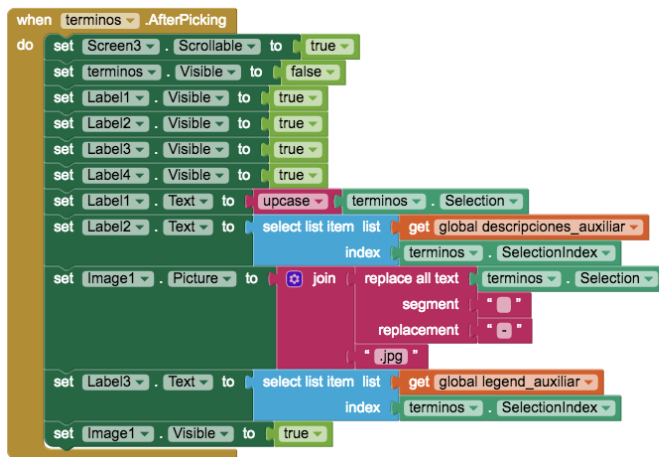 when terminos .AfterPicking
do set Screen3 . Scrollable to true
set terminos . Visible to false
set Label1 . Visible to true
set Label2 . Visible to true
set Label3 . Visible to true
set Label4 . Visible to true
set Label1 . Text to upcase terminos . Selection
set Label2 . Text to select list item list get global descripciones_auxiliar
index terminos . SelectionIndex
set Image1 . Picture to join replace all text terminos . Selection
segment " "
replacement "-"
".jpg"
set Label3 . Text to select list item list get global legend_auxiliar
index terminos . SelectionIndex
set Image1 . Visible to true